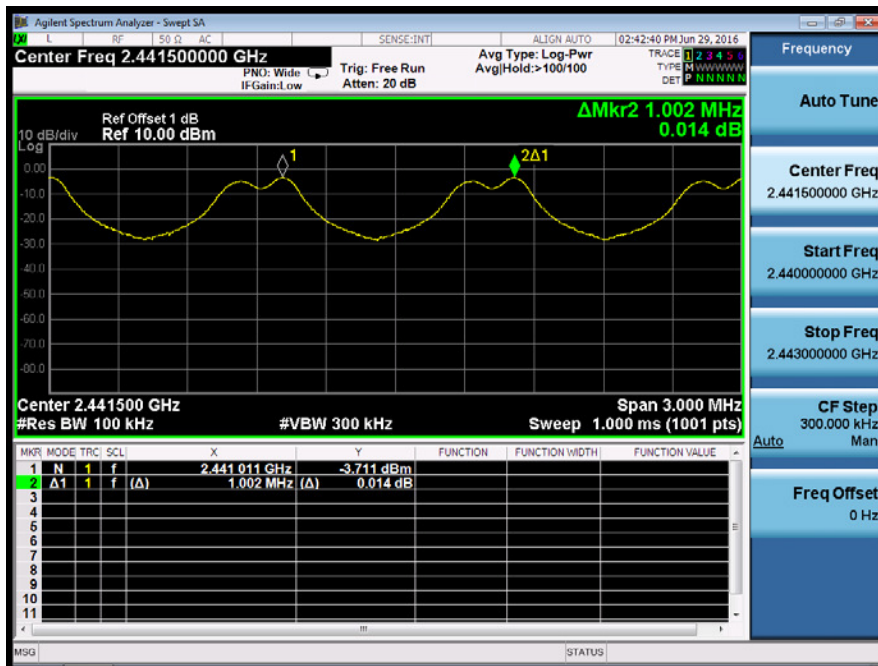 Agilent Spectrum Analyzer - Swept SA
L RF 50 Ω AC SENSE:INT ALIGN AUTO 02:42:40 PM Jun 29, 2016
Center Freq 2.441500000 GHz
PNO: Wide
IFGain:Low
Trig: Free Run
Atten: 20 dB
Avg Type: Log-Pwr
Avg|Hold:>100/100
TRACE 1 2 3 4 5 6
TYPE M WWWWW
DET P N N N N N
Frequency
ΔMkr2 1.002 MHz
0.014 dB
Ref Offset 1 dB
10 dB/div Ref 10.00 dBm
Log
1
2Δ1
0.00
-10.0
-20.0
-30.0
-40.0
-50.0
-60.0
-70.0
-80.0
Center 2.441500 GHz Span 3.000 MHz
#Res BW 100 kHz #VBW 300 kHz Sweep 1.000 ms (1001 pts)
MKR MODE TRC SCL X Y FUNCTION FUNCTION WIDTH FUNCTION VALUE
1 N 1 f 2.441 011 GHz -3.711 dBm
2 Δ1 1 f (Δ) 1.002 MHz (Δ) 0.014 dB
3
4
5
6
7
8
9
10
11
MSG STATUS
Auto Tune
Center Freq
2.441500000 GHz
Start Freq
2.440000000 GHz
Stop Freq
2.443000000 GHz
CF Step
300.000 kHz
Auto Man
Freq Offset
0 Hz